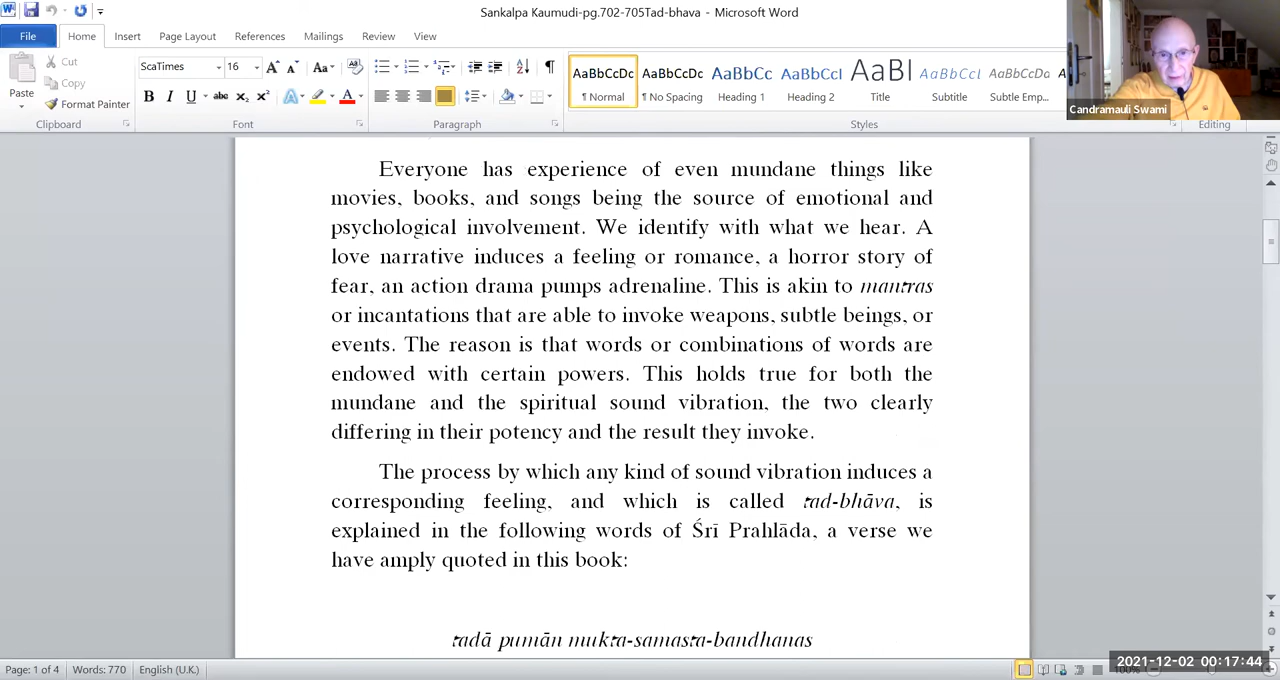 Sankalpa Kaumudi-pg.702-705Tad-bhava - Microsoft Word
File Home Insert Page Layout References Mailings Review View
Paste
Cut
Copy
Format Painter
Clipboard
ScaTimes 16
Font
Paragraph
AaBbCcDc AaBbCcDc AaBbCc AaBbCcI AaBl AaBbCcL AaBbCcDc
¶ Normal ¶ No Spacing Heading 1 Heading 2 Title Subtitle Subtle Emp...
Styles
Editing
Candramauli Swami
Everyone has experience of even mundane things like
movies, books, and songs being the source of emotional and
psychological involvement. We identify with what we hear. A
love narrative induces a feeling or romance, a horror story of
fear, an action drama pumps adrenaline. This is akin to mantras
or incantations that are able to invoke weapons, subtle beings, or
events. The reason is that words or combinations of words are
endowed with certain powers. This holds true for both the
mundane and the spiritual sound vibration, the two clearly
differing in their potency and the result they invoke.
The process by which any kind of sound vibration induces a
corresponding feeling, and which is called tad-bhāva, is
explained in the following words of Śrī Prahlāda, a verse we
have amply quoted in this book:
tadā pumān mukta-samasta-bandhanas
Page: 1 of 4 Words: 770 English (U.K.)
100%
2021-12-02 00:17:44